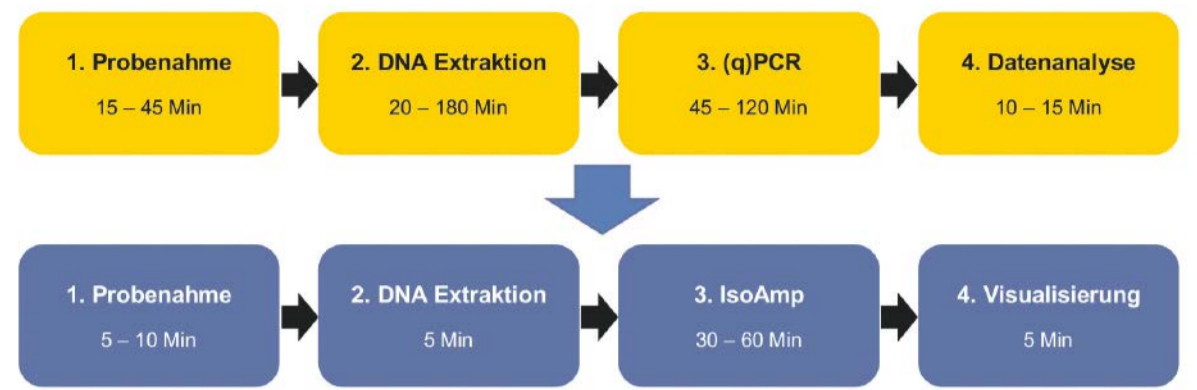 1. Probenahme
15 – 45 Min
2. DNA Extraktion
20 – 180 Min
3. (q)PCR
45 – 120 Min
4. Datenanalyse
10 – 15 Min
1. Probenahme
5 – 10 Min
2. DNA Extraktion
5 Min
3. IsoAmp
30 – 60 Min
4. Visualisierung
5 Min